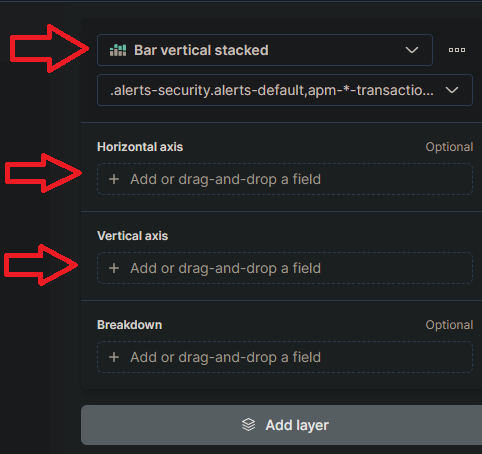 Bar vertical stacked
.alerts-security.alerts-default,apm-*-transactio...
Horizontal axis Optional
+ Add or drag-and-drop a field
Vertical axis
+ Add or drag-and-drop a field
Breakdown Optional
+ Add or drag-and-drop a field
Add layer